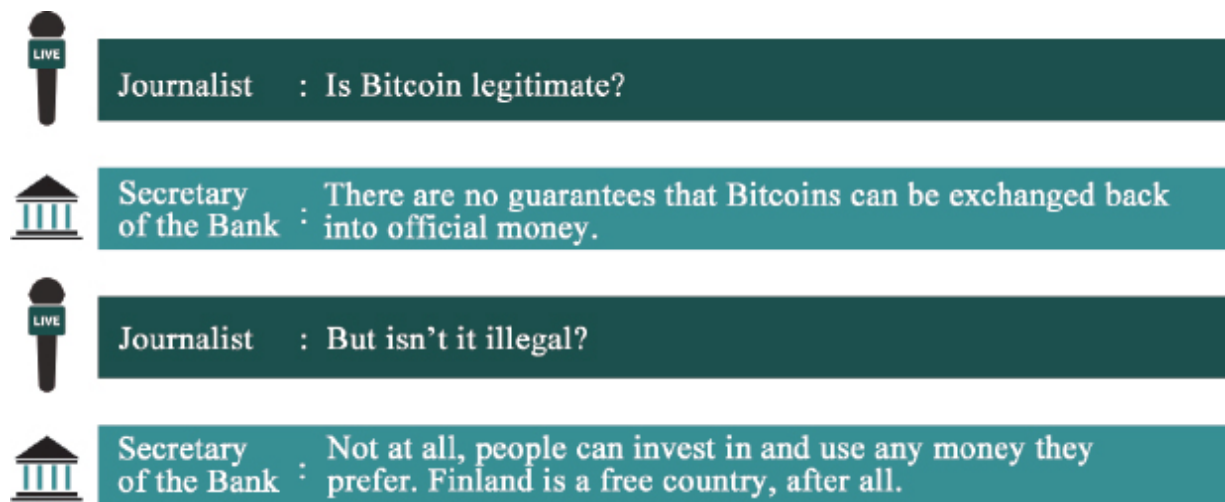 LIVE
Journalist : Is Bitcoin legitimate?
Secretary of the Bank : There are no guarantees that Bitcoins can be exchanged back
into official money.
LIVE
Journalist : But isn’t it illegal?
Secretary of the Bank : Not at all, people can invest in and use any money they
prefer. Finland is a free country, after all.